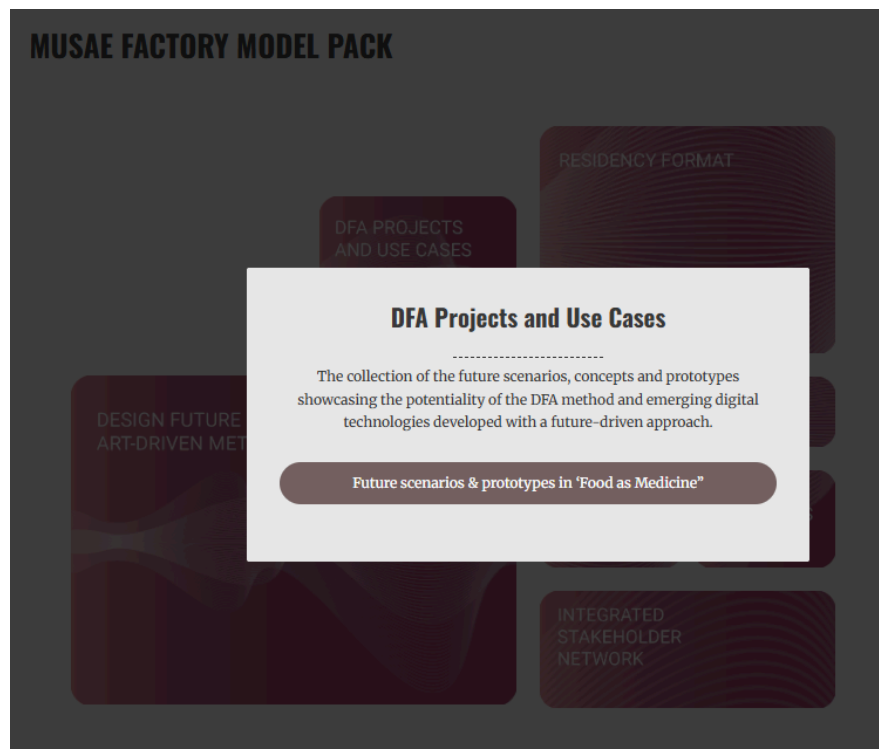 MUSAE FACTORY MODEL PACK
RESIDENCY FORMAT
DFA PROJECTS
AND USE CASES
DFA Projects and Use Cases
--------------------------
The collection of the future scenarios, concepts and prototypes
showcasing the potentiality of the DFA method and emerging digital
technologies developed with a future-driven approach.
Future scenarios & prototypes in ‘Food as Medicine”
DESIGN FUTURE
ART-DRIVEN MET
INTEGRATED
STAKEHOLDER
NETWORK